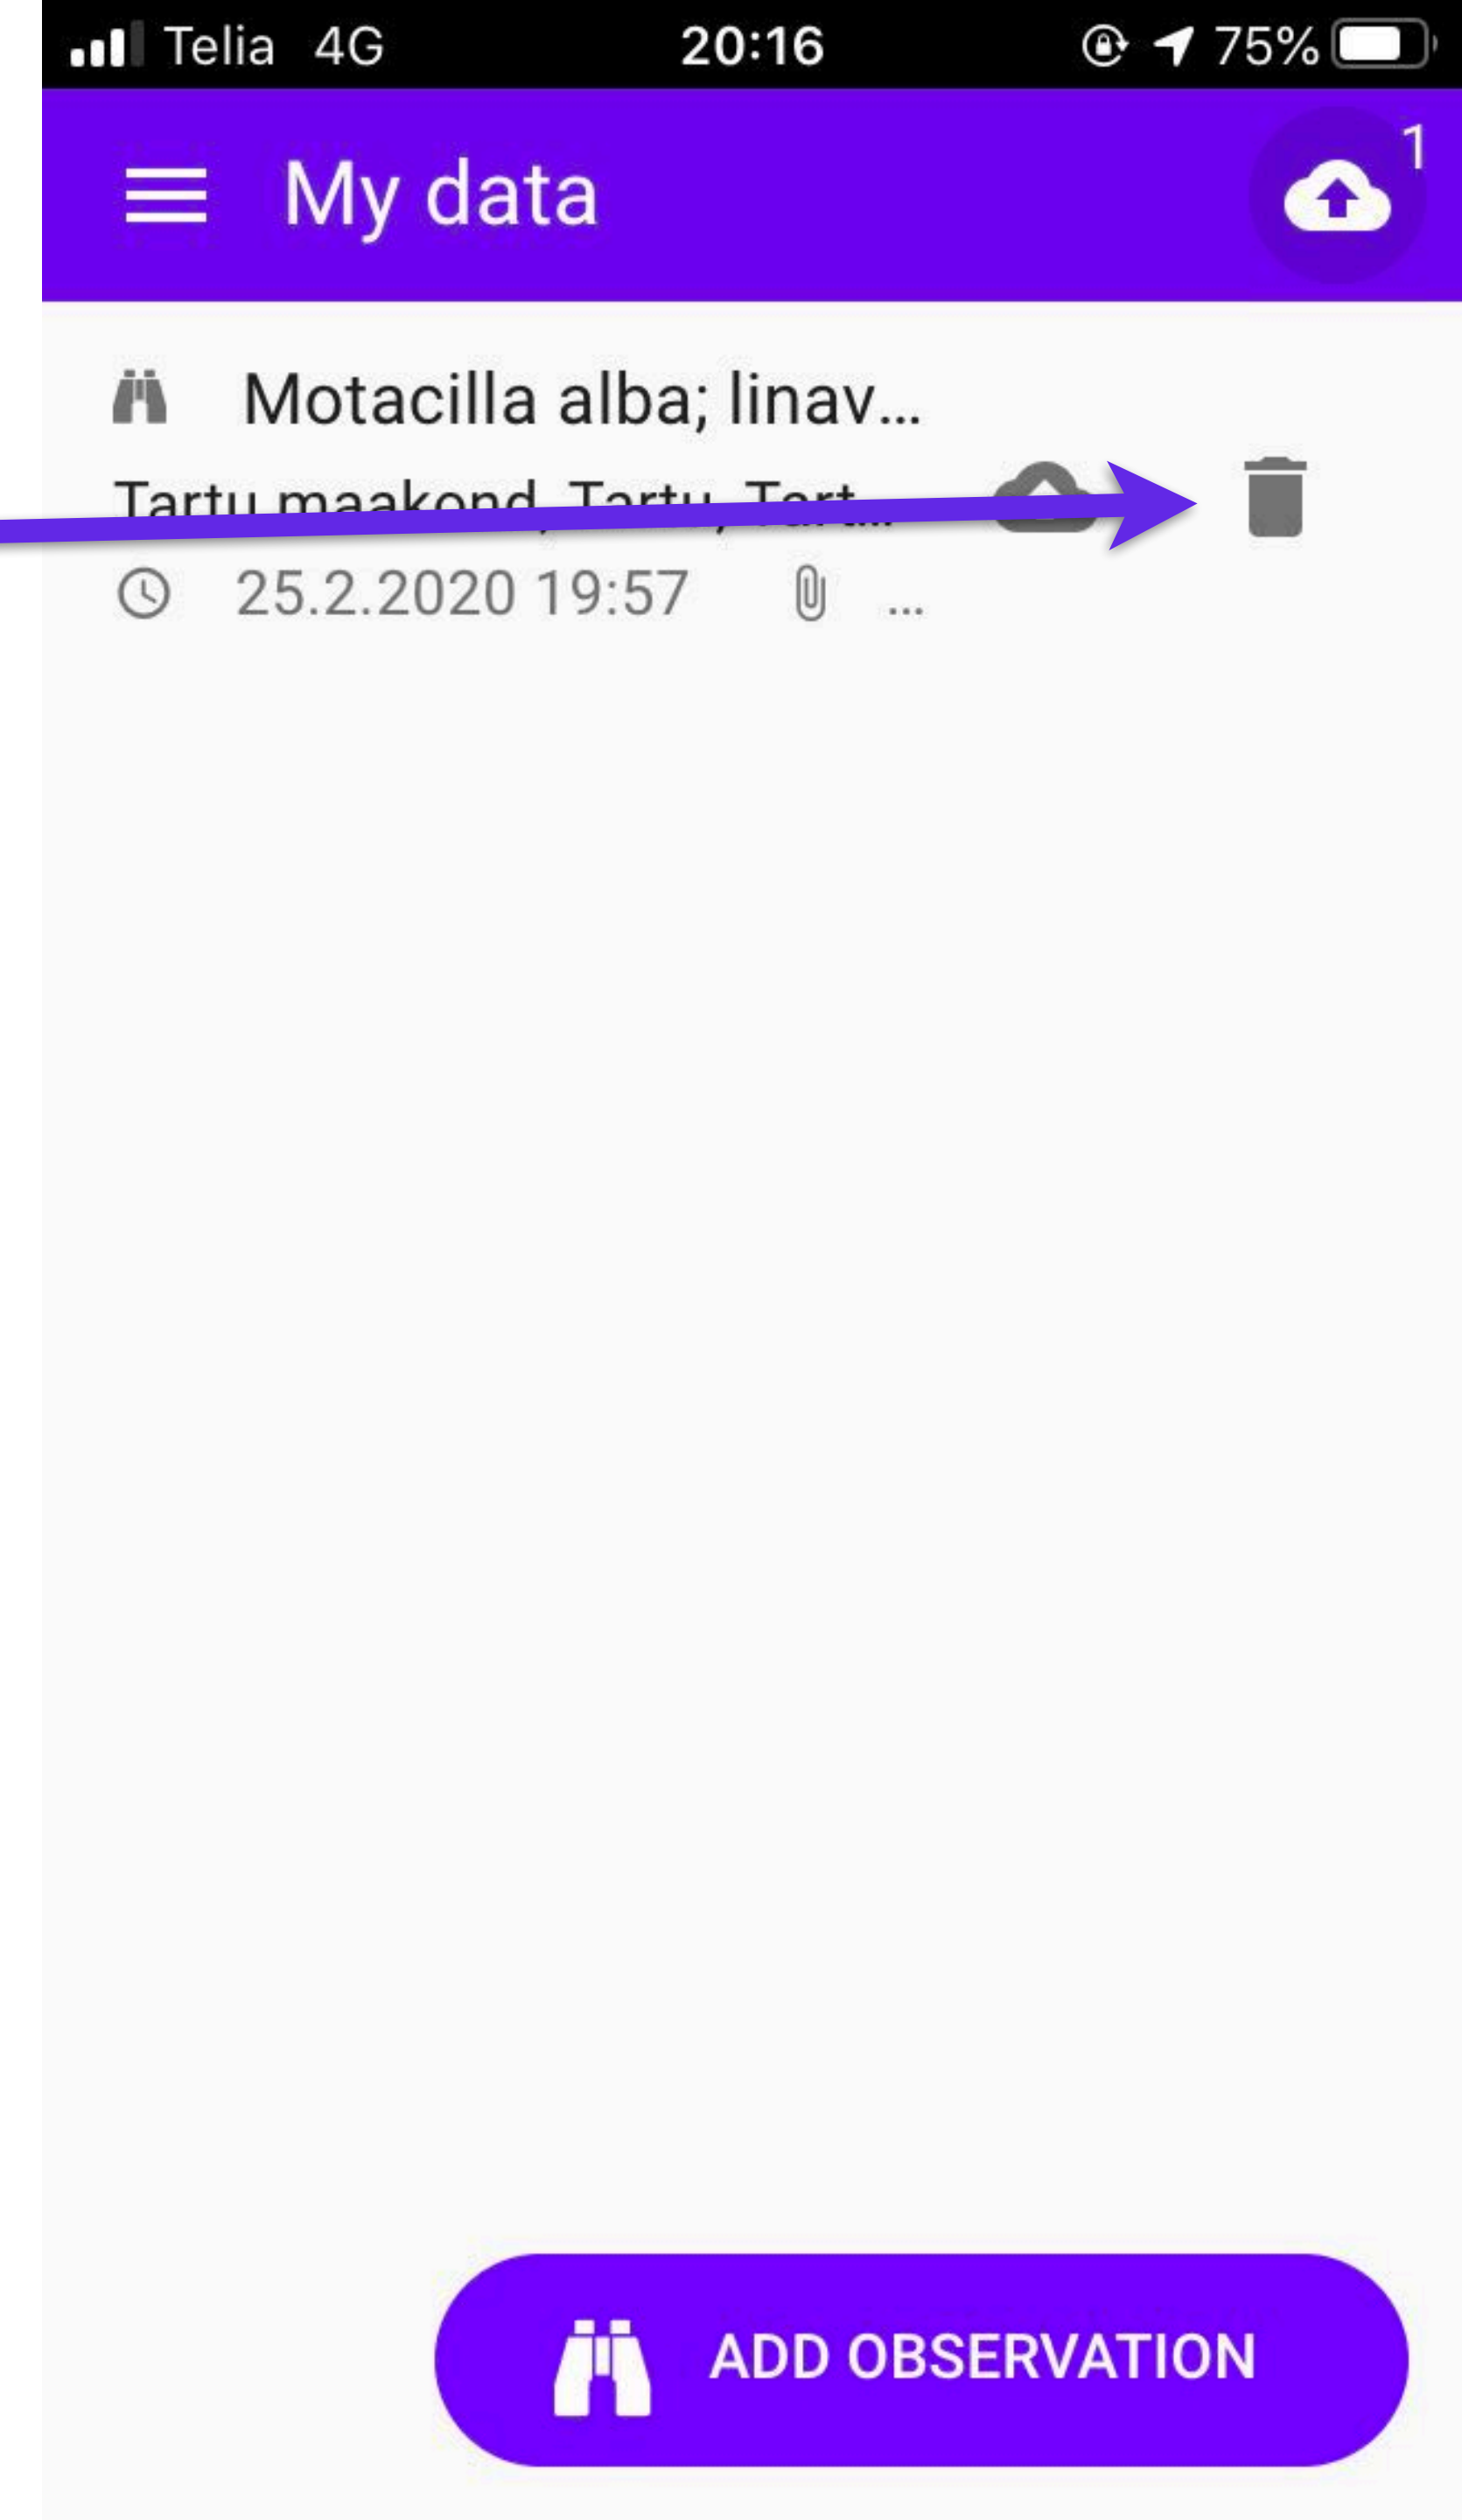 Telia 4G 20:16 75%
My data 1
Motacilla alba; linav...
Tartu maakond, Tartu, Tart...
25.2.2020 19:57 ...
ADD OBSERVATION